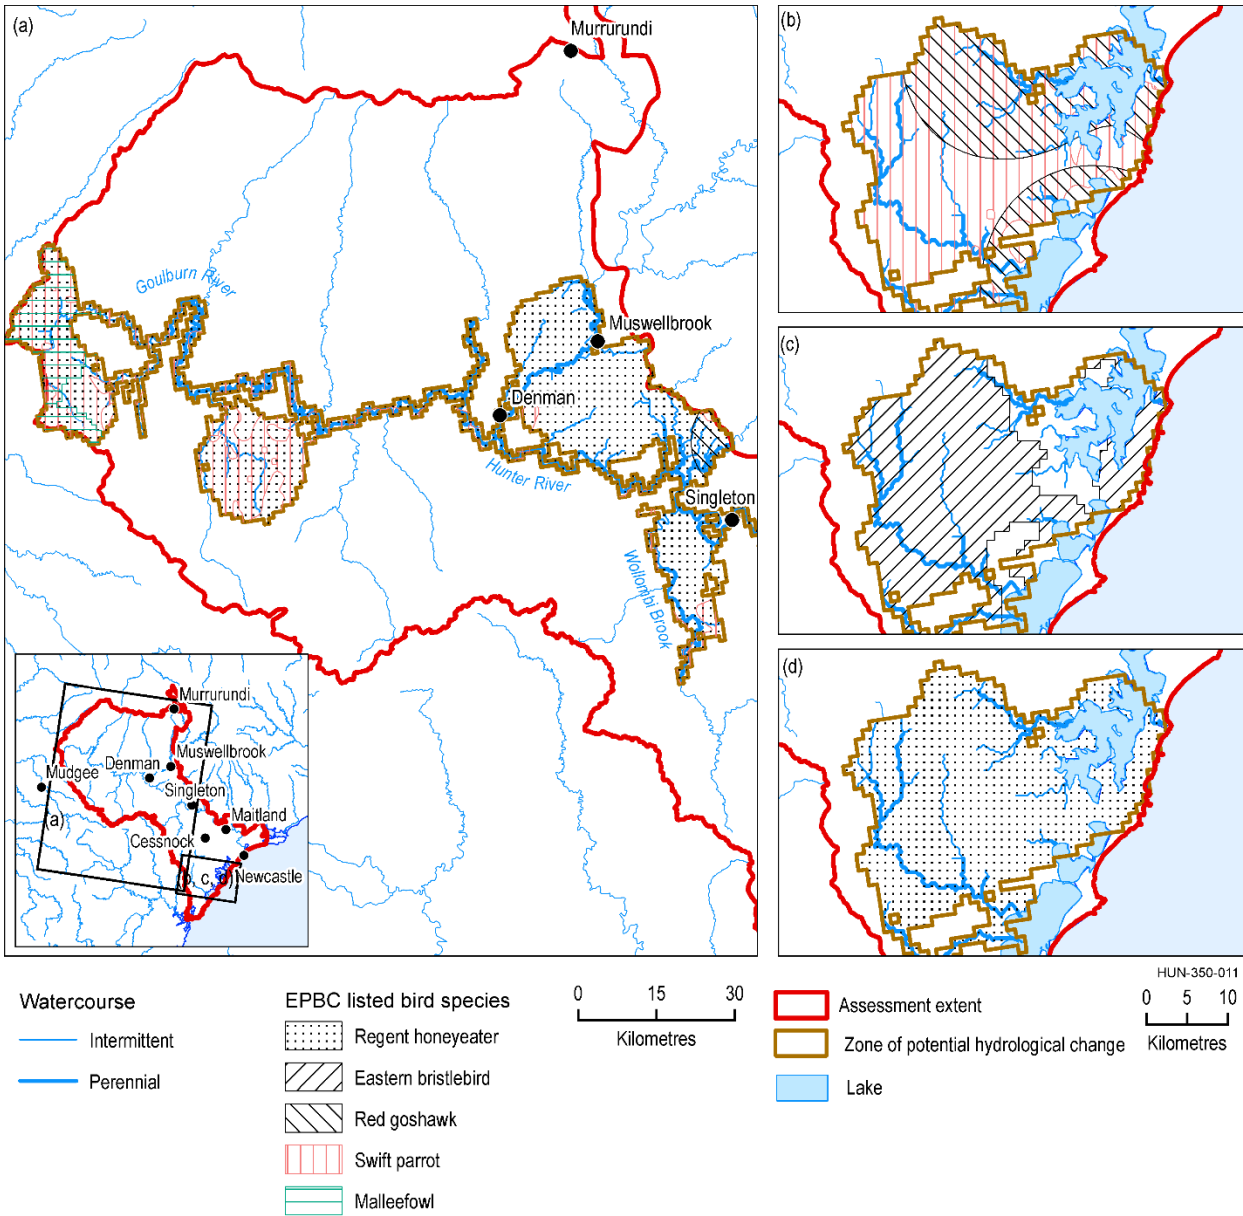 (a)
Murrurundi
Goulburn River
Muswellbrook
Denman
Hunter River
Singleton
Wollombi Brook
Murrurundi
Muswellbrook
Denman
Mudgee
Singleton
(a)
Maitland
Cessnock
(b, c, d)
Newcastle
(b)
(c)
(d)
HUN-350-011
Watercourse
Intermittent
Perennial
EPBC listed bird species
Regent honeyeater
Eastern bristlebird
Red goshawk
Swift parrot
Malleefowl
0 15 30
Kilometres
Assessment extent
Zone of potential hydrological change
Lake
0 5 10
Kilometres